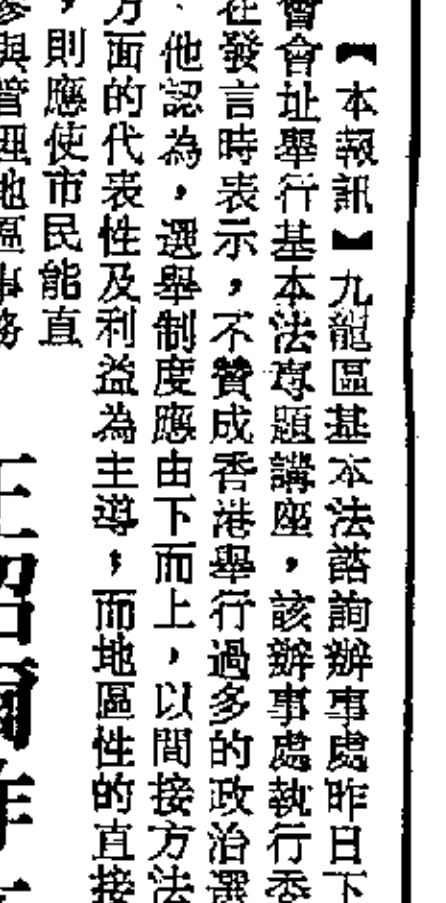 【本報訊】九龍區基本法諮詢辦事處昨日下
會會址舉行基本法專題講座，該辦事處執行委
在發言時表示，不贊成香港舉行過多的政治選
、他認為，選舉制度應由下而上，以間接方法
方面的代表性及利益為主導，而地區性的直接
，則應使市民能直
參與管理地區事務